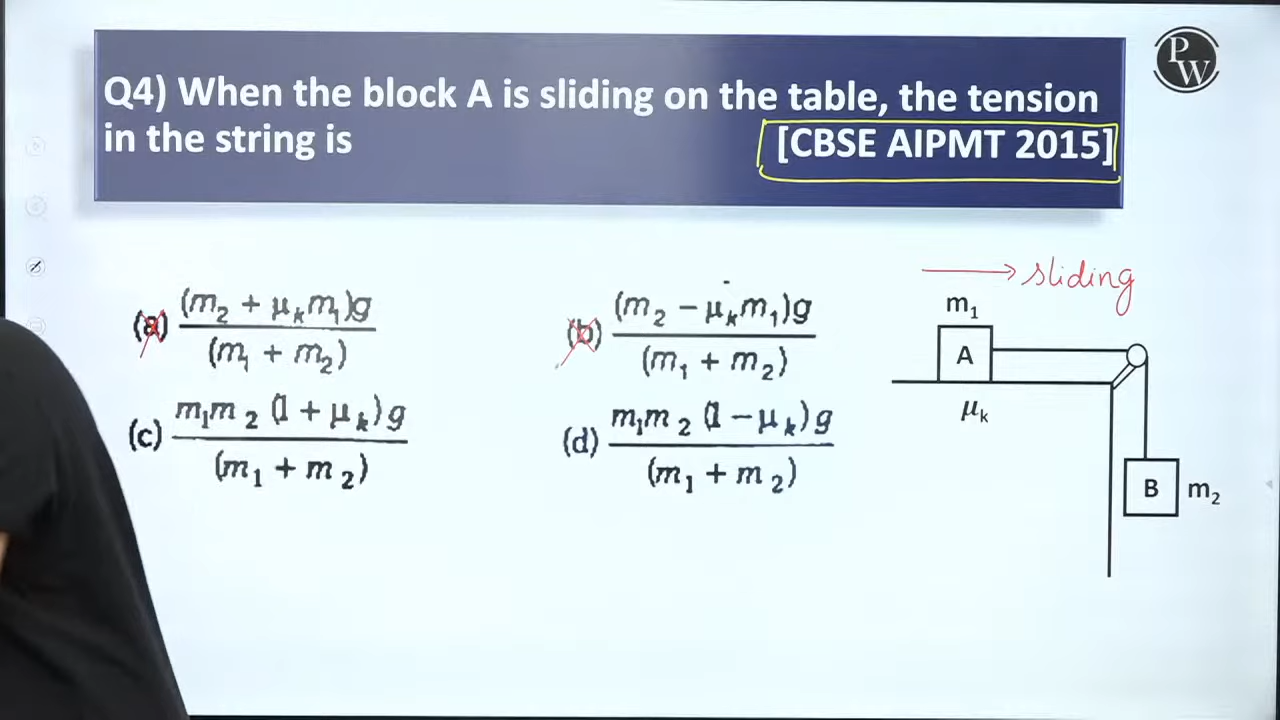 P
W
Q4) When the block A is sliding on the table, the tension
in the string is [CBSE AIPMT 2015]
→ sliding
(a) (m₂ + μₖm₁)g
(m₁ + m₂)
(b) (m₂ − μₖm₁)g
(m₁ + m₂)
(c) m₁m₂ (1 + μₖ)g
(m₁ + m₂)
(d) m₁m₂ (1 − μₖ)g
(m₁ + m₂)
m₁
A
μₖ
B m₂